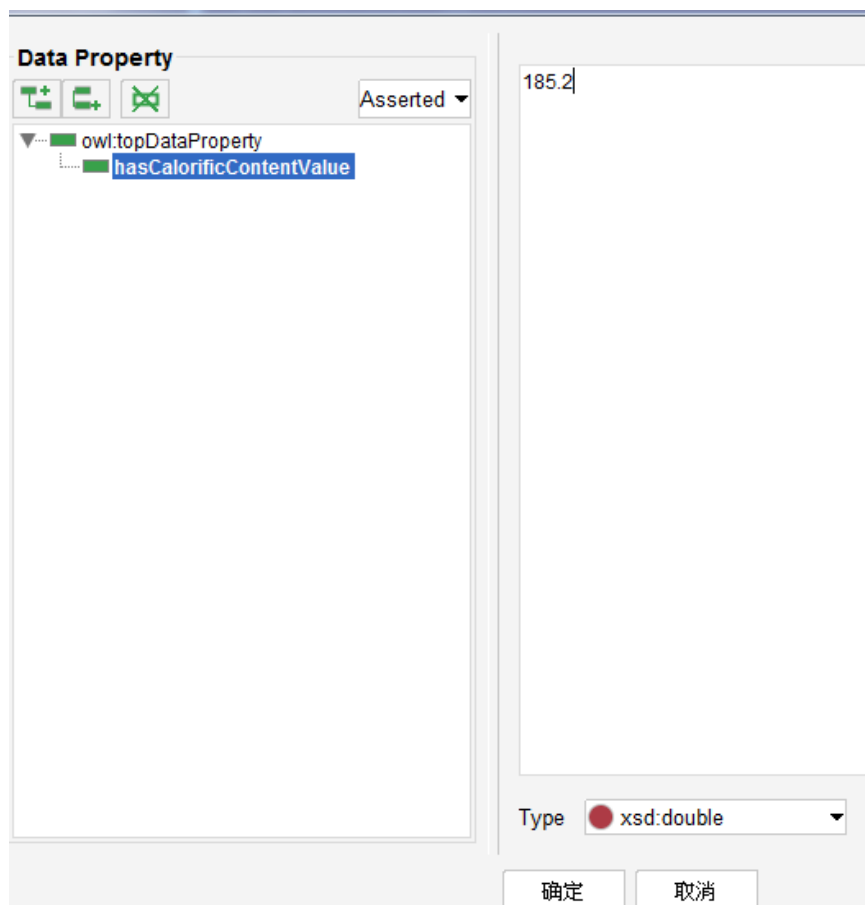 Data Property
Asserted
owl:topDataProperty
hasCalorificContentValue
185.2
Type
xsd:double
确定
取消